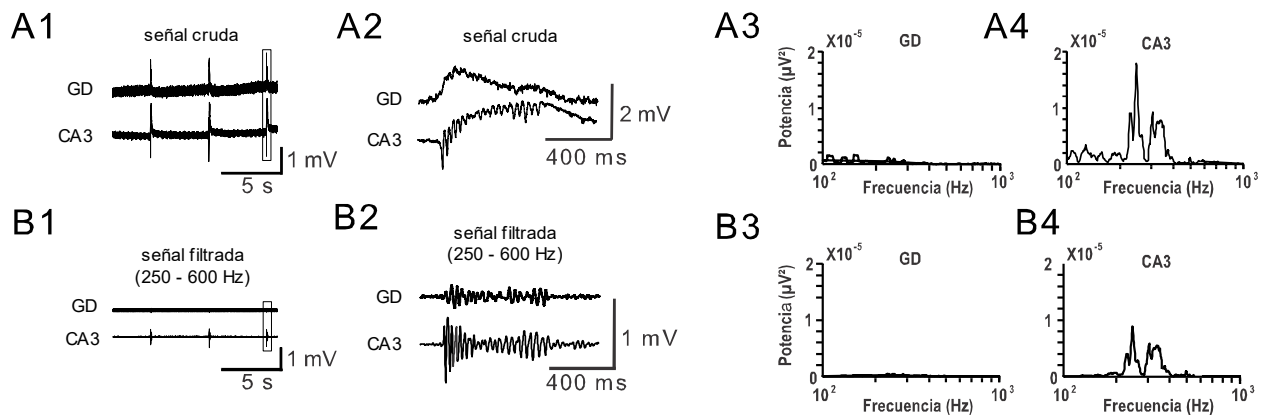 A1
señal cruda
GD
CA3
1 mV
5 s
A2
señal cruda
GD
CA3
2 mV
400 ms
A3
X10⁻⁵
GD
Potencia (µV²)
2
1
0
10²
10³
Frecuencia (Hz)
A4
X10⁻⁵
CA3
2
1
0
10²
10³
Frecuencia (Hz)
B1
señal filtrada
(250 - 600 Hz)
GD
CA3
1 mV
5 s
B2
señal filtrada
(250 - 600 Hz)
GD
CA3
1 mV
400 ms
B3
X10⁻⁵
GD
Potencia (µV²)
2
1
0
10²
10³
Frecuencia (Hz)
B4
X10⁻⁵
CA3
2
1
0
10²
10³
Frecuencia (Hz)